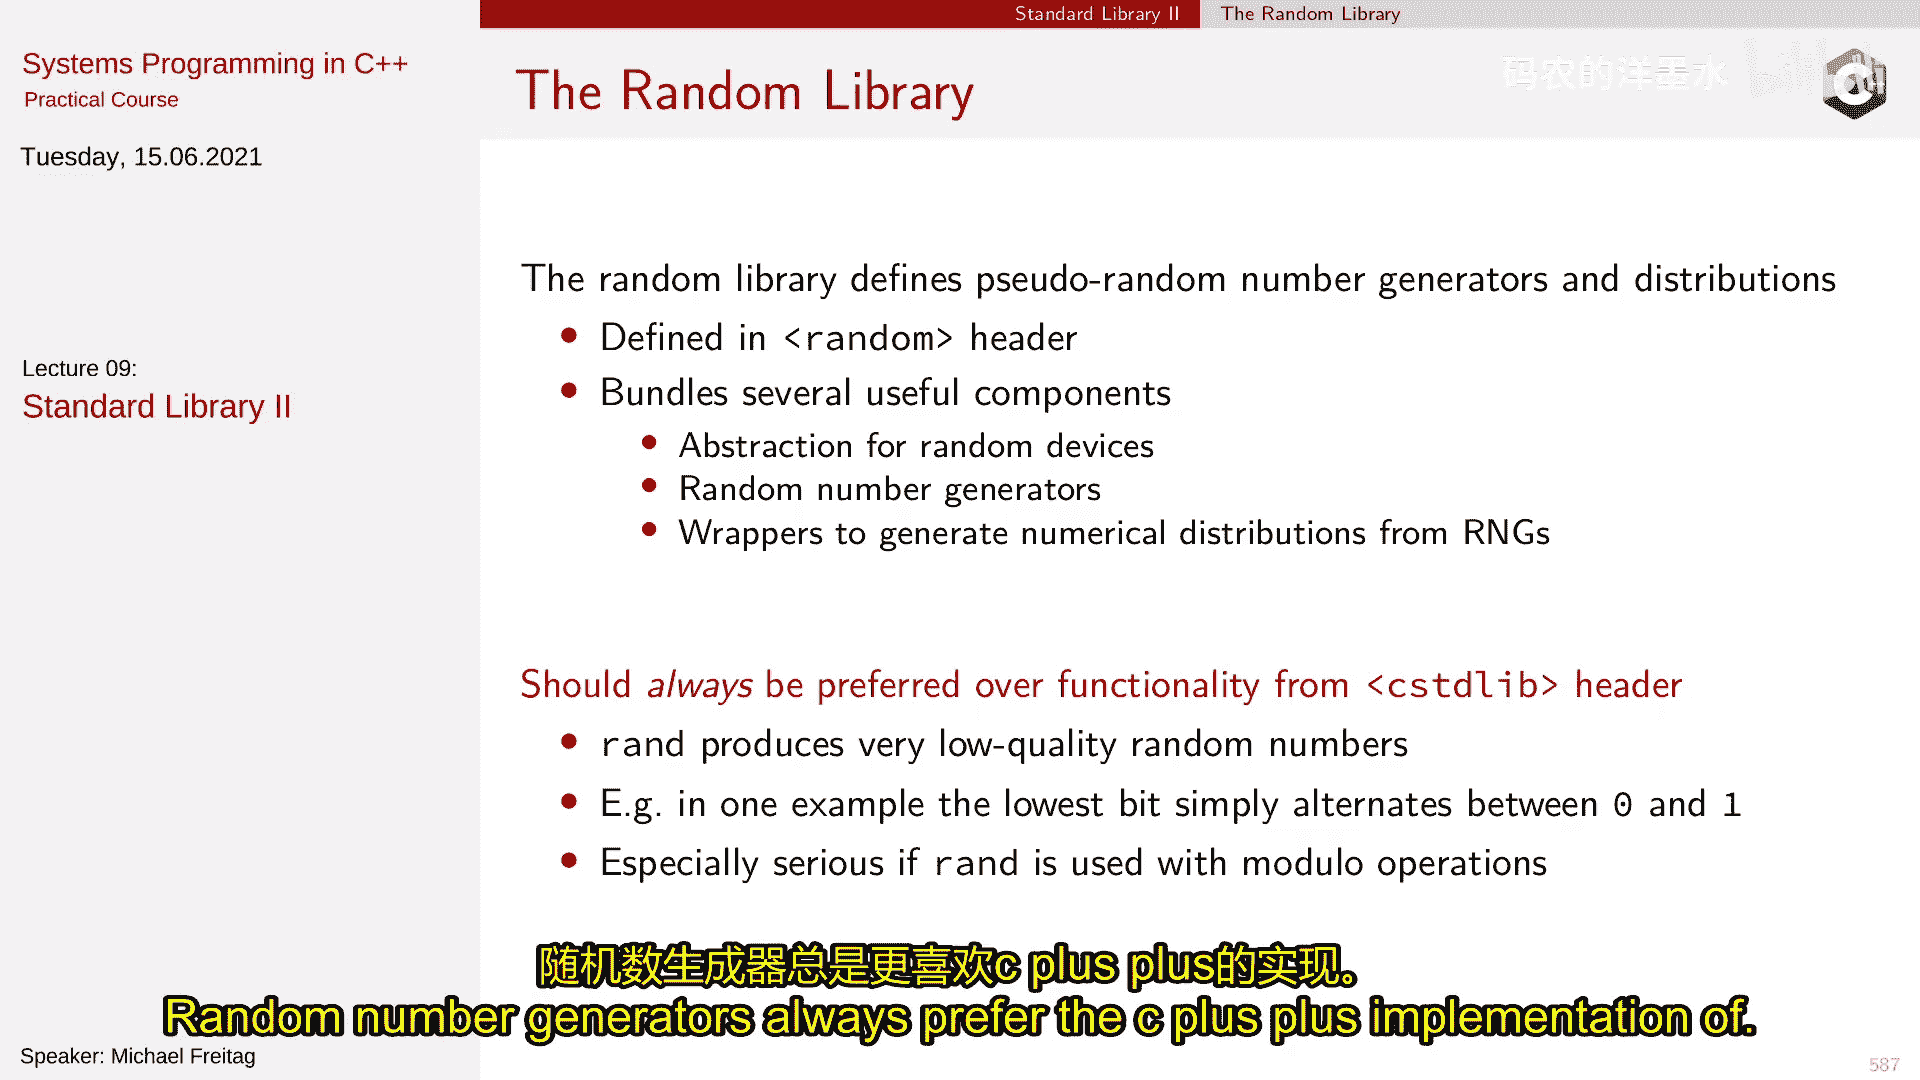 Standard Library II
The Random Library
Systems Programming in C++
Practical Course
Tuesday, 15.06.2021
Lecture 09:
Standard Library II
The Random Library
码农的洋墨水
The random library defines pseudo-random number generators and distributions
Defined in <random> header
Bundles several useful components
Abstraction for random devices
Random number generators
Wrappers to generate numerical distributions from RNGs
Should always be preferred over functionality from <cstdlib> header
rand produces very low-quality random numbers
E.g. in one example the lowest bit simply alternates between 0 and 1
Especially serious if rand is used with modulo operations
随机数生成器总是更喜欢c plus plus的实现。
Random number generators always prefer the c plus plus implementation of.
Speaker: Michael Freitag
587